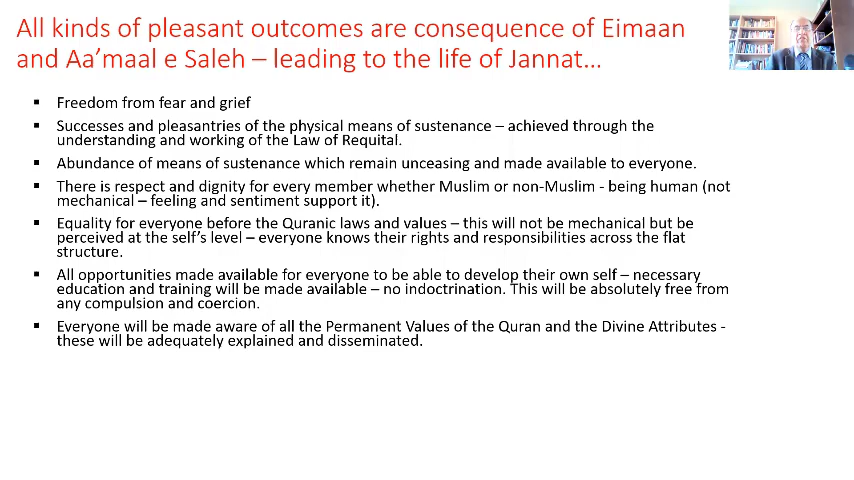 All kinds of pleasant outcomes are consequence of Eimaan
and Aa’maal e Saleh – leading to the life of Jannat…
▪ Freedom from fear and grief
▪ Successes and pleasantries of the physical means of sustenance – achieved through the
understanding and working of the Law of Requital.
▪ Abundance of means of sustenance which remain unceasing and made available to everyone.
▪ There is respect and dignity for every member whether Muslim or non-Muslim - being human (not
mechanical – feeling and sentiment support it).
▪ Equality for everyone before the Quranic laws and values – this will not be mechanical but be
perceived at the self’s level – everyone knows their rights and responsibilities across the flat
structure.
▪ All opportunities made available for everyone to be able to develop their own self – necessary
education and training will be made available – no indoctrination. This will be absolutely free from
any compulsion and coercion.
▪ Everyone will be made aware of all the Permanent Values of the Quran and the Divine Attributes -
these will be adequately explained and disseminated.